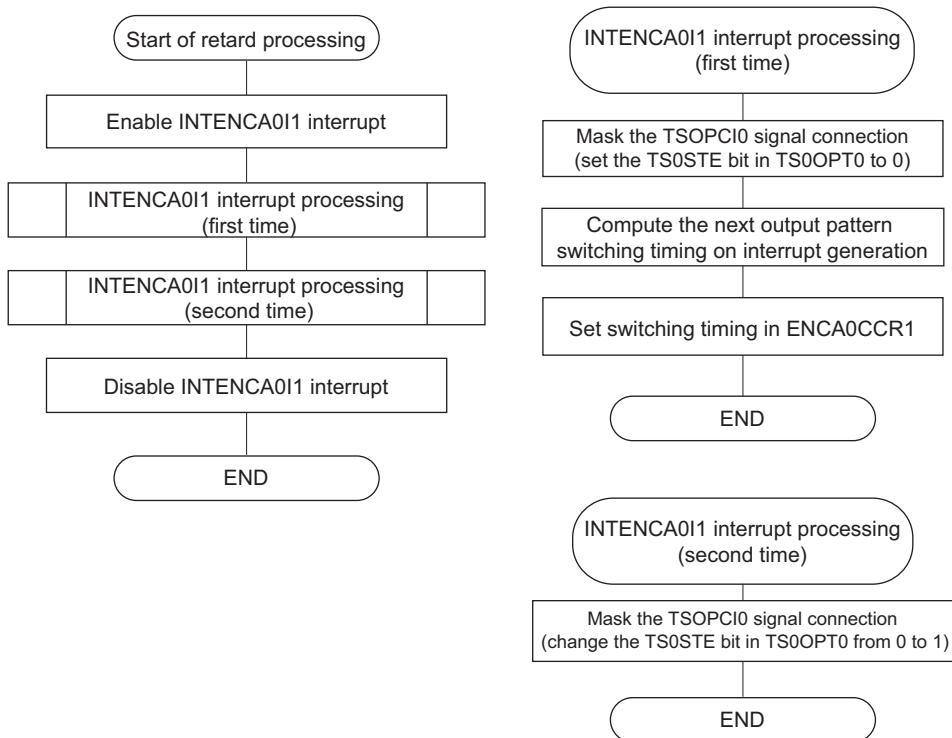 Start of retard processing
Enable INTENCA0I1 interrupt
INTENCA0I1 interrupt processing
(first time)
INTENCA0I1 interrupt processing
(second time)
Disable INTENCA0I1 interrupt
END
INTENCA0I1 interrupt processing
(first time)
Mask the TSOPCI0 signal connection
(set the TS0STE bit in TS0OPT0 to 0)
Compute the next output pattern
switching timing on interrupt generation
Set switching timing in ENCA0CCR1
END
INTENCA0I1 interrupt processing
(second time)
Mask the TSOPCI0 signal connection
(change the TS0STE bit in TS0OPT0 from 0 to 1)
END